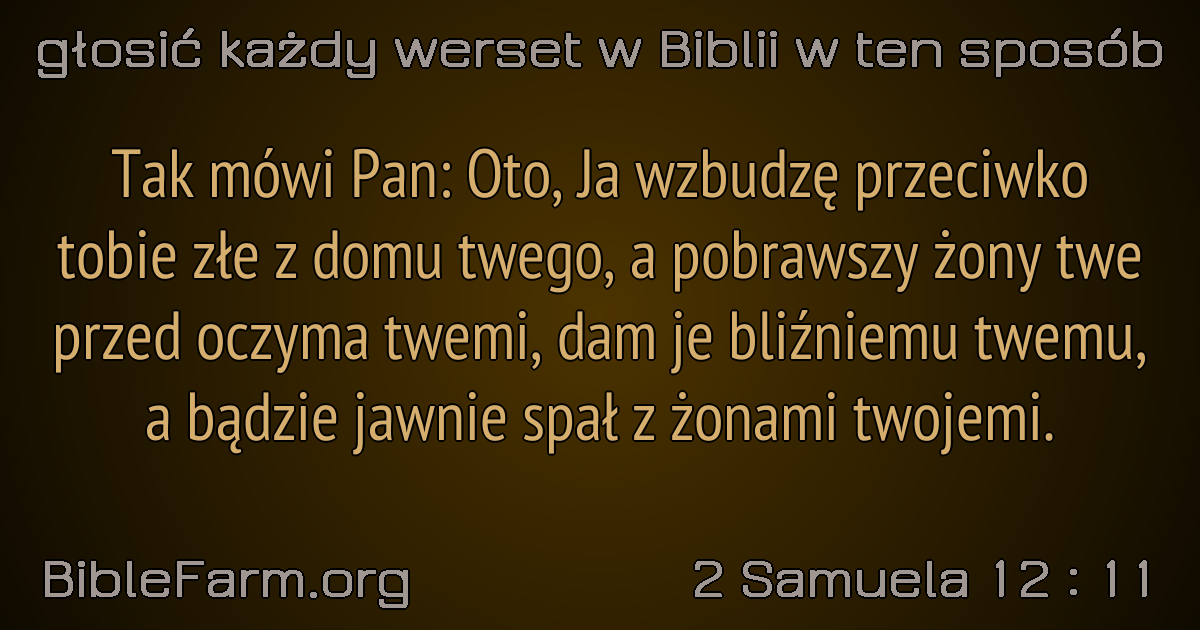 głosić każdy werset w Biblii w ten sposób
Tak mówi Pan: Oto, Ja wzbudzę przeciwko
tobie złe z domu twego, a pobrawszy żony twe
przed oczyma twemi, dam je bliźniemu twemu,
a bądzie jawnie spał z żonami twojemi.
BibleFarm.org
2 Samuela 12 : 11